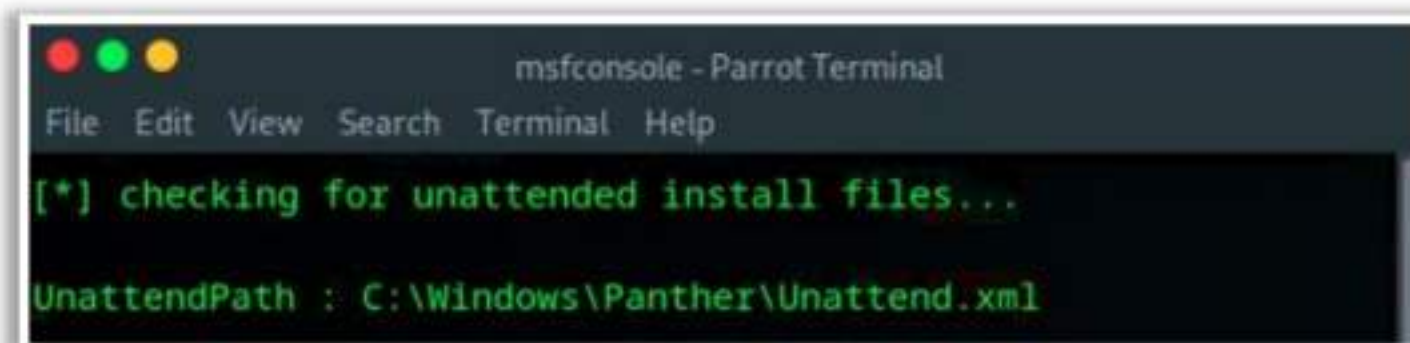 msfconsole - Parrot Terminal
File Edit View Search Terminal Help
[*] checking for unattended install files...
UnattendPath : C:\Windows\Panther\Unattend.xml